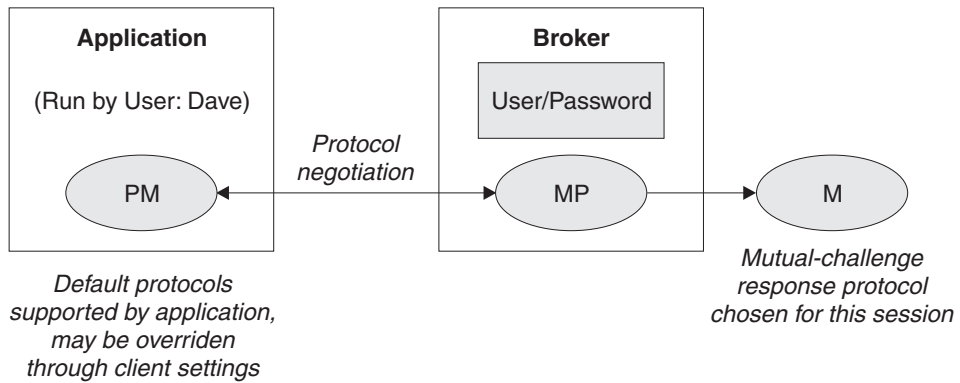 Application
(Run by User: Dave)
PM
Default protocols
supported by application,
may be overriden
through client settings
Protocol
negotiation
Broker
User/Password
MP
M
Mutual-challenge
response protocol
chosen for this session